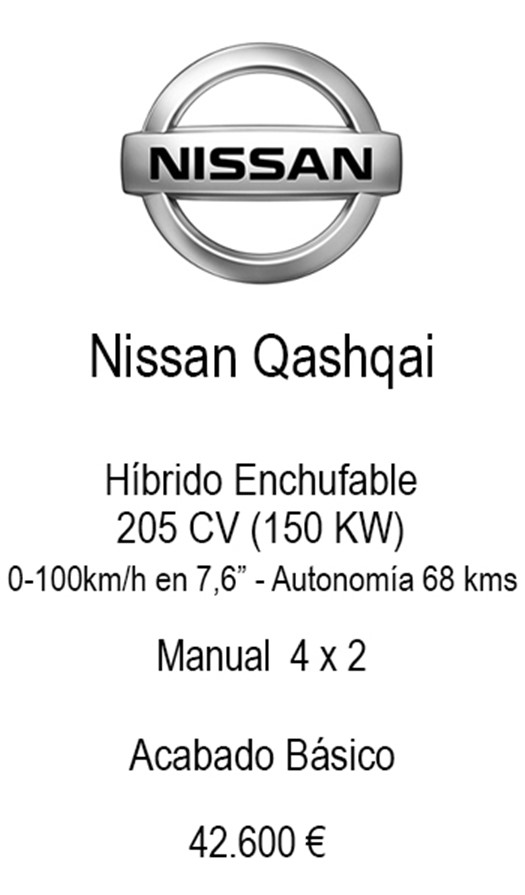 NISSAN
Nissan Qashqai
Híbrido Enchufable
205 CV (150 KW)
0-100km/h en 7,6” - Autonomía 68 kms
Manual 4 x 2
Acabado Básico
42.600 €